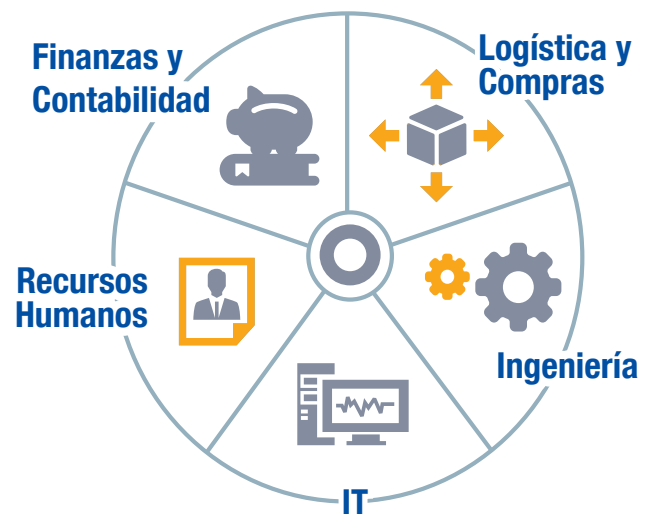 Finanzas y
Contabilidad
Logística y
Compras
Recursos
Humanos
Ingeniería
IT